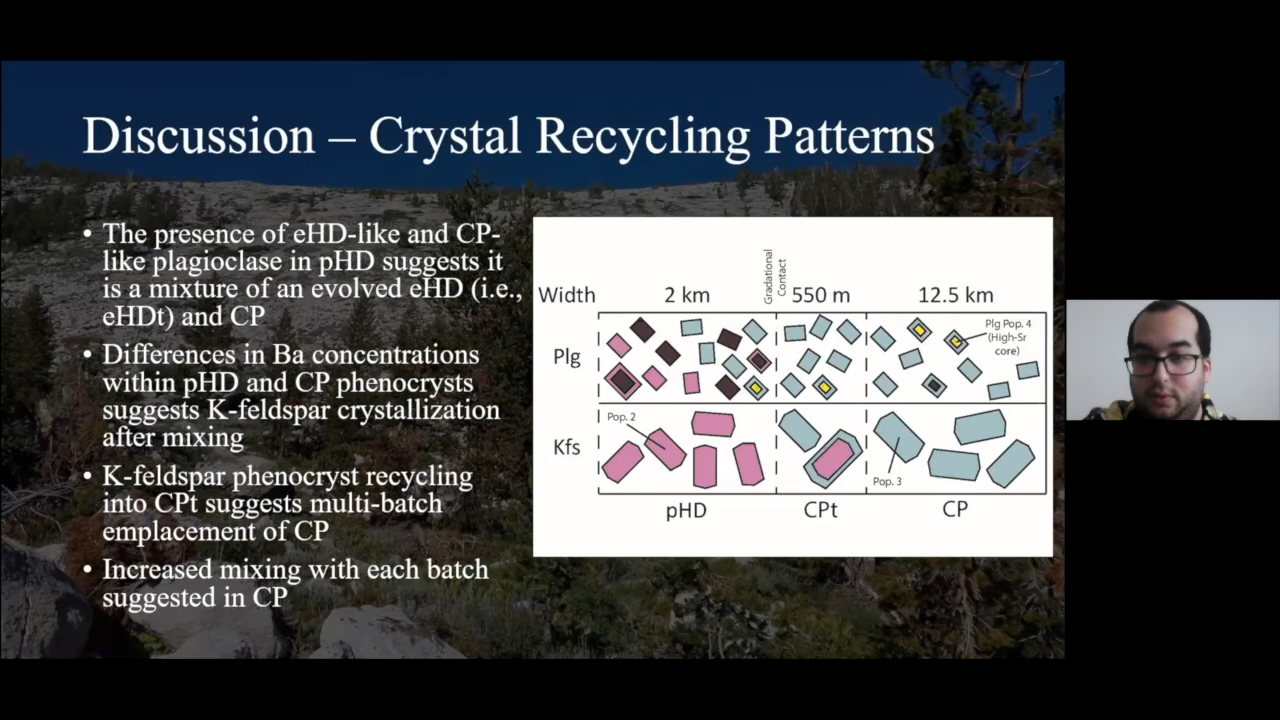 Discussion – Crystal Recycling Patterns
• The presence of eHD-like and CP-
like plagioclase in pHD suggests it
is a mixture of an evolved eHD (i.e.,
eHDt) and CP
• Differences in Ba concentrations
within pHD and CP phenocrysts
suggests K-feldspar crystallization
after mixing
• K-feldspar phenocryst recycling
into CPt suggests multi-batch
emplacement of CP
• Increased mixing with each batch
suggested in CP
Width
2 km
Gradational
Contact
550 m
12.5 km
Plg
Plg Pop. 4
(High-Sr
core)
Kfs
Pop. 2
Pop. 3
pHD
CPt
CP